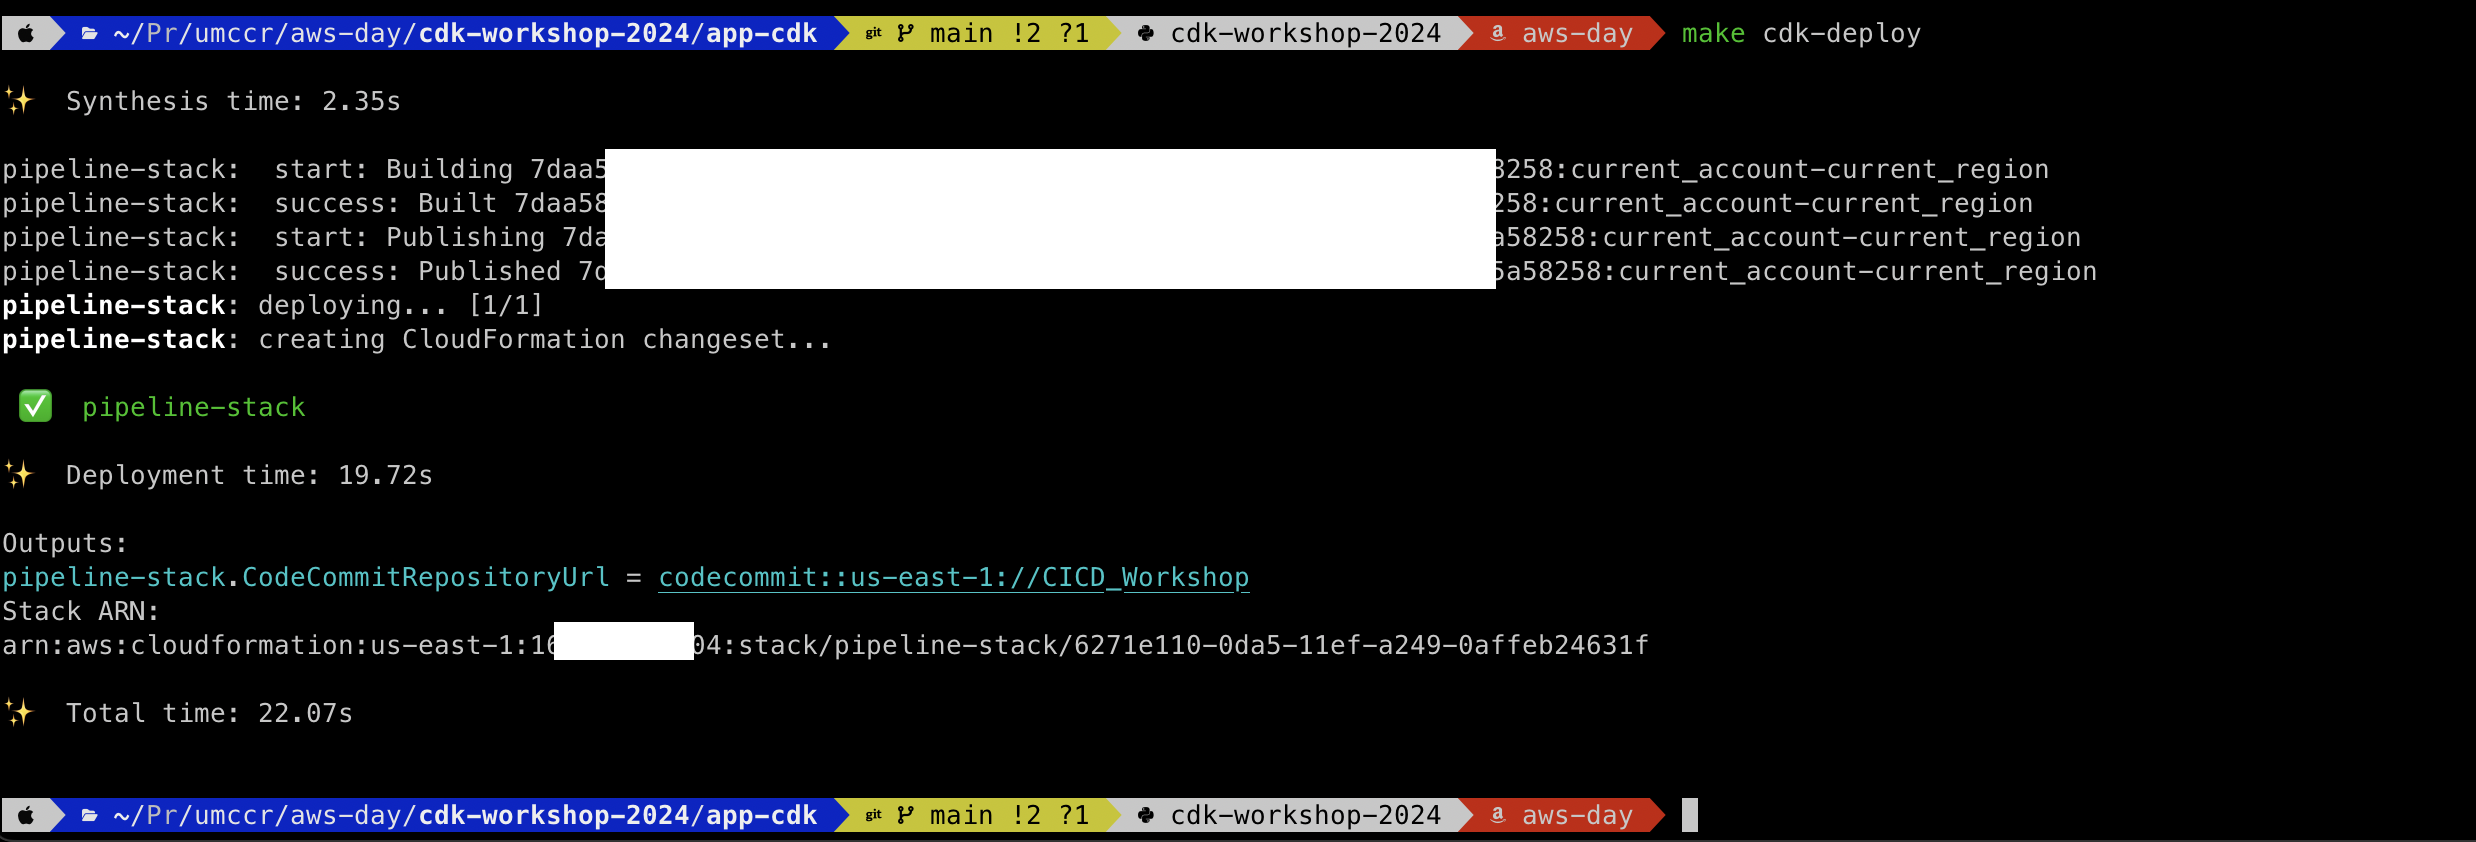 ~/Pr/umccr/aws-day/cdk-workshop-2024/app-cdk git main !2 ?1 cdk-workshop-2024 a aws-day make cdk-deploy
✨ Synthesis time: 2.35s
pipeline-stack: start: Building 7daa5 8258:current_account-current_region
pipeline-stack: success: Built 7daa58 258:current_account-current_region
pipeline-stack: start: Publishing 7da a58258:current_account-current_region
pipeline-stack: success: Published 7d 5a58258:current_account-current_region
pipeline-stack: deploying... [1/1]
pipeline-stack: creating CloudFormation changeset...
✅ pipeline-stack
✨ Deployment time: 19.72s
Outputs:
pipeline-stack.CodeCommitRepositoryUrl = codecommit::us-east-1://CICD_Workshop
Stack ARN:
arn:aws:cloudformation:us-east-1:16 04:stack/pipeline-stack/6271e110-0da5-11ef-a249-0affeb24631f
✨ Total time: 22.07s
~/Pr/umccr/aws-day/cdk-workshop-2024/app-cdk git main !2 ?1 cdk-workshop-2024 a aws-day